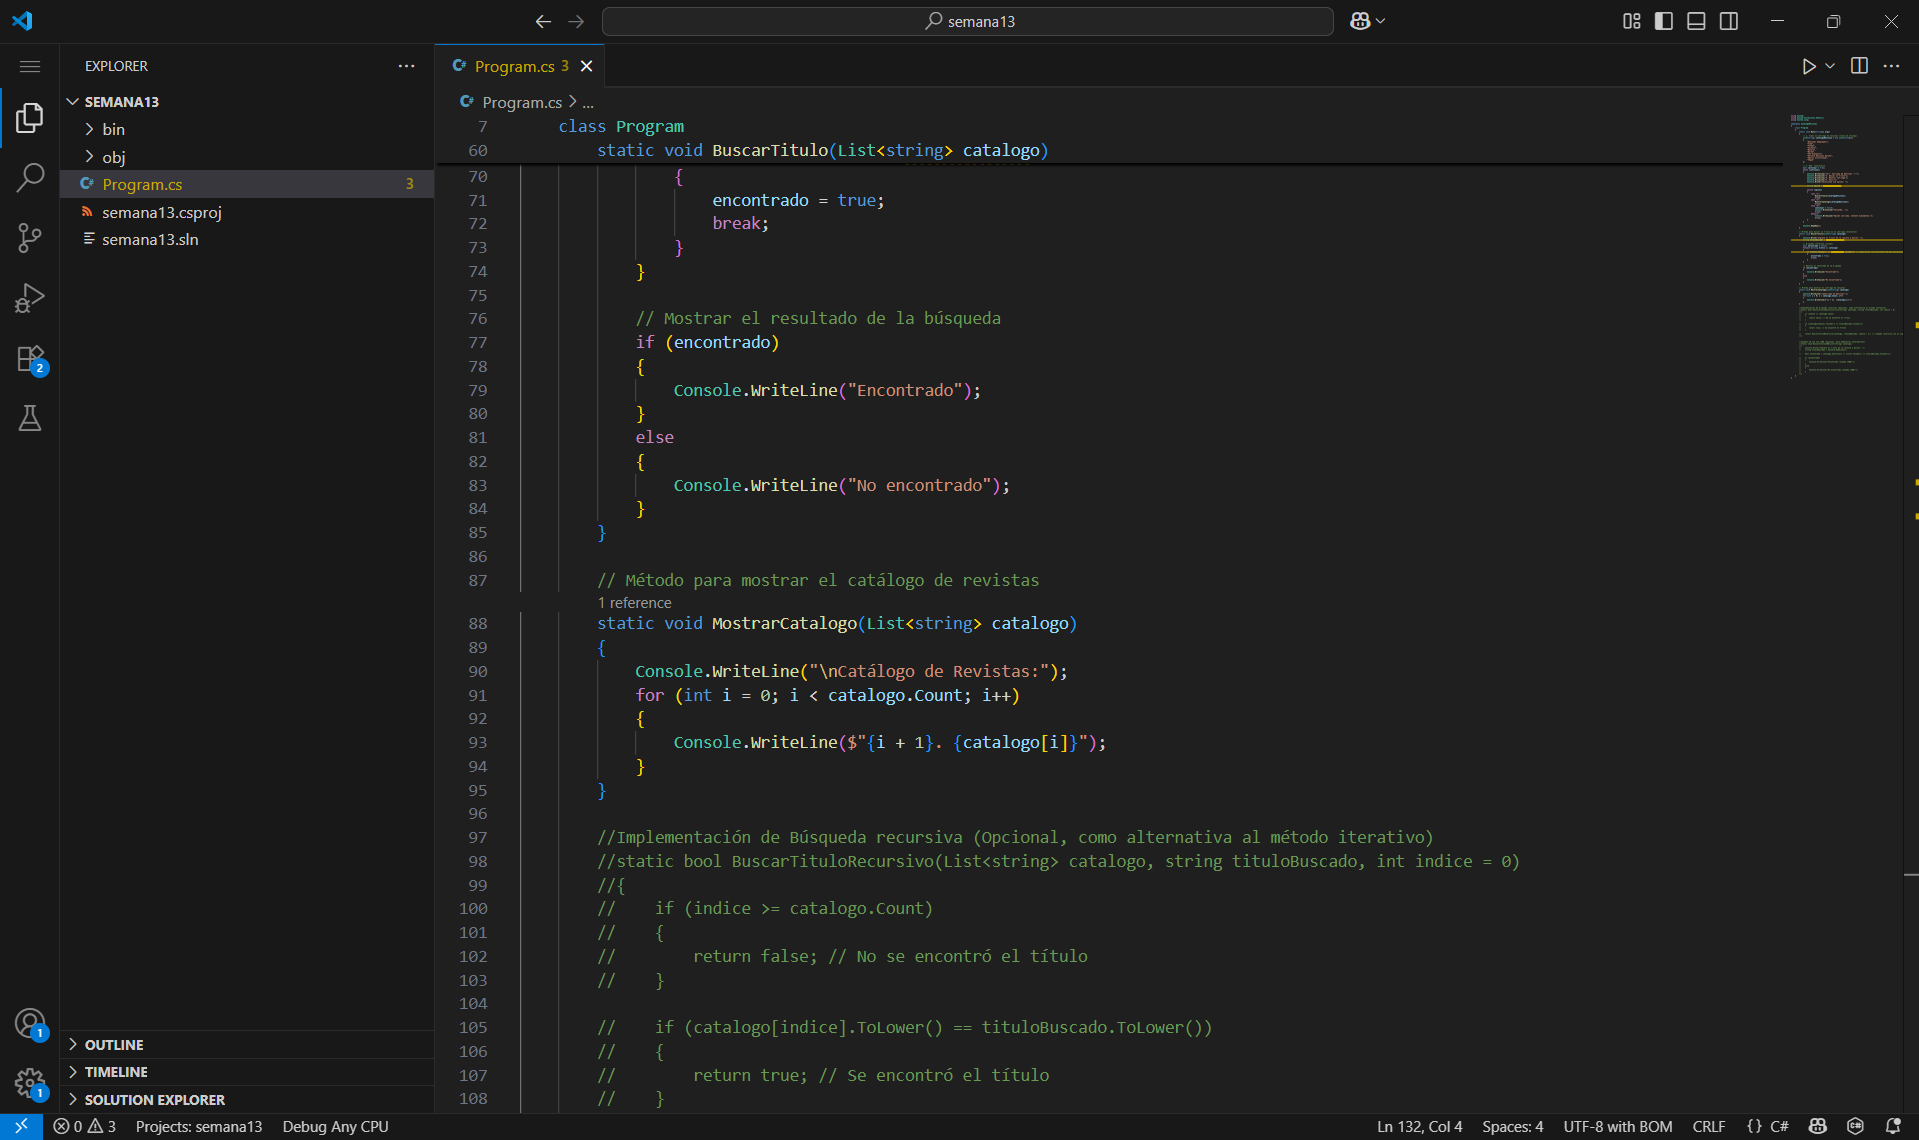 semana13
EXPLORER
SEMANA13
bin
obj
Program.cs 3
semana13.csproj
semana13.sln
OUTLINE
TIMELINE
SOLUTION EXPLORER
2
1
1
Program.cs 3
Program.cs > ...
7 class Program
60 static void BuscarTitulo(List<string> catalogo)
70 {
71 encontrado = true;
72 break;
73 }
74 }
75
76 // Mostrar el resultado de la búsqueda
77 if (encontrado)
78 {
79 Console.WriteLine("Encontrado");
80 }
81 else
82 {
83 Console.WriteLine("No encontrado");
84 }
85 }
86
87 // Método para mostrar el catálogo de revistas
1 reference
88 static void MostrarCatalogo(List<string> catalogo)
89 {
90 Console.WriteLine("\nCatálogo de Revistas:");
91 for (int i = 0; i < catalogo.Count; i++)
92 {
93 Console.WriteLine($"{i + 1}. {catalogo[i]}");
94 }
95 }
96
97 //Implementación de Búsqueda recursiva (Opcional, como alternativa al método iterativo)
98 //static bool BuscarTituloRecursivo(List<string> catalogo, string tituloBuscado, int indice = 0)
99 //{
100 // if (indice >= catalogo.Count)
101 // {
102 // return false; // No se encontró el título
103 // }
104
105 // if (catalogo[indice].ToLower() == tituloBuscado.ToLower())
106 // {
107 // return true; // Se encontró el título
108 // }
0 3 Projects: semana13 Debug Any CPU Ln 132, Col 4 Spaces: 4 UTF-8 with BOM CRLF {} C#